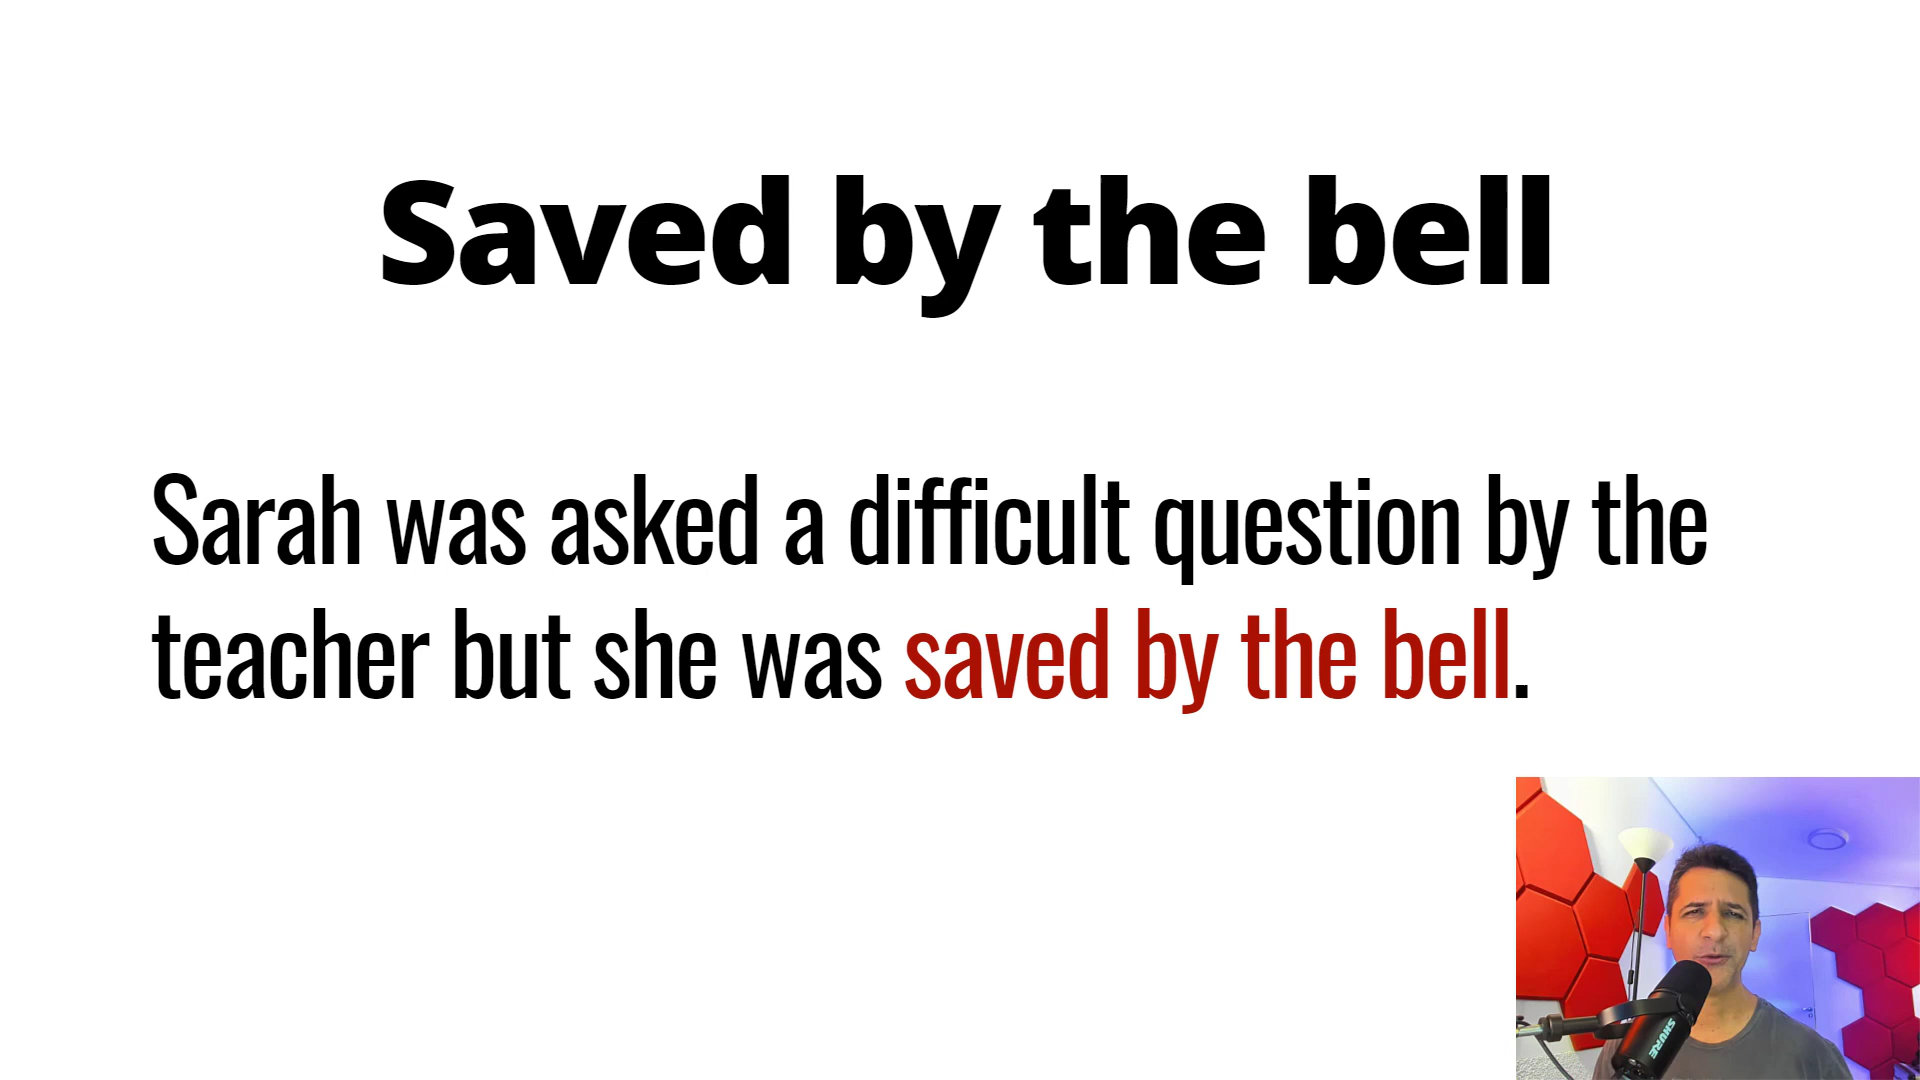 Saved by the bell
Sarah was asked a difficult question by the
teacher but she was saved by the bell.
SHURE